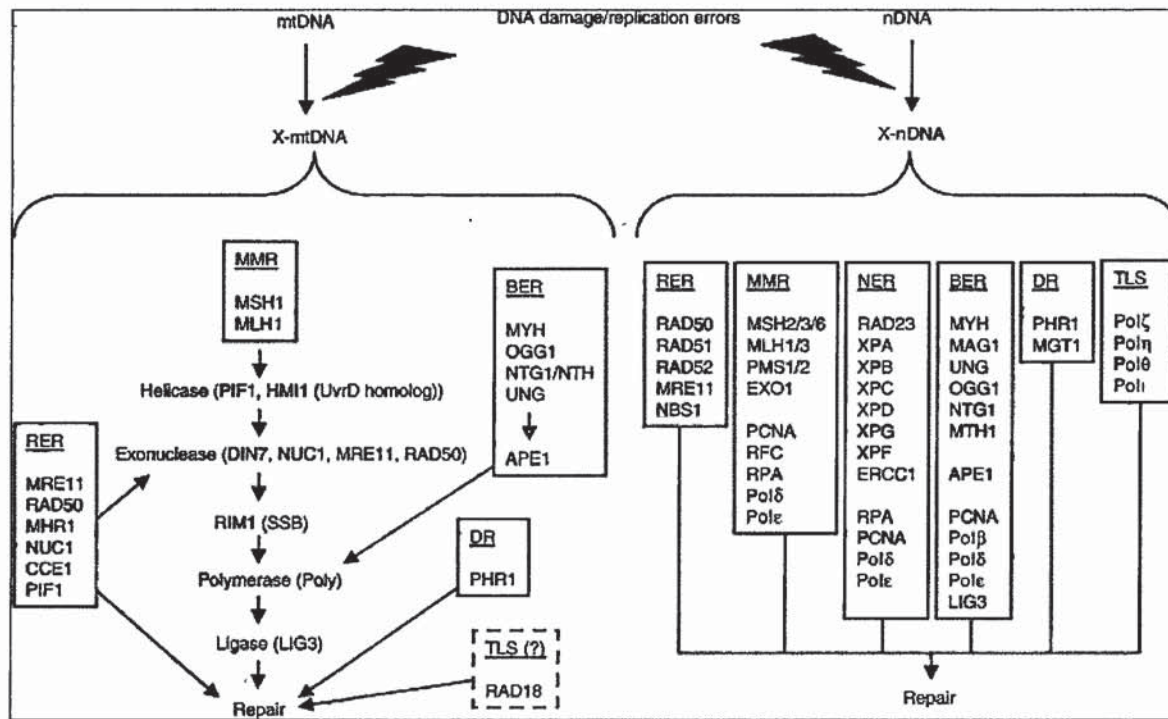 DNA damage/replication errors
mtDNA
nDNA
X-mtDNA
X-nDNA
MMR
MSH1
MLH1
Helicase (PIF1, HMI1 (UvrD homolog))
Exonuclease (DIN7, NUC1, MRE11, RAD50)
RIM1 (SSB)
Polymerase (Poly)
Ligase (LIG3)
Repair
RER
MRE11
RAD50
MHR1
NUC1
CCE1
PIF1
BER
MYH
OGG1
NTG1/NTH
UNG
APE1
DR
PHR1
TLS (?)
RAD18
RER
RAD50
RAD51
RAD52
MRE11
NBS1
MMR
MSH2/3/6
MLH1/3
PMS1/2
EXO1
PCNA
RFC
RPA
Polδ
Polε
NER
RAD23
XPA
XPB
XPC
XPD
XPG
XPF
ERCC1
RPA
PCNA
Polδ
Polε
BER
MYH
MAG1
UNG
OGG1
NTG1
MTH1
APE1
PCNA
Polβ
Polδ
Polε
LIG3
DR
PHR1
MGT1
TLS
Polζ
Polη
Polθ
Polι
Repair